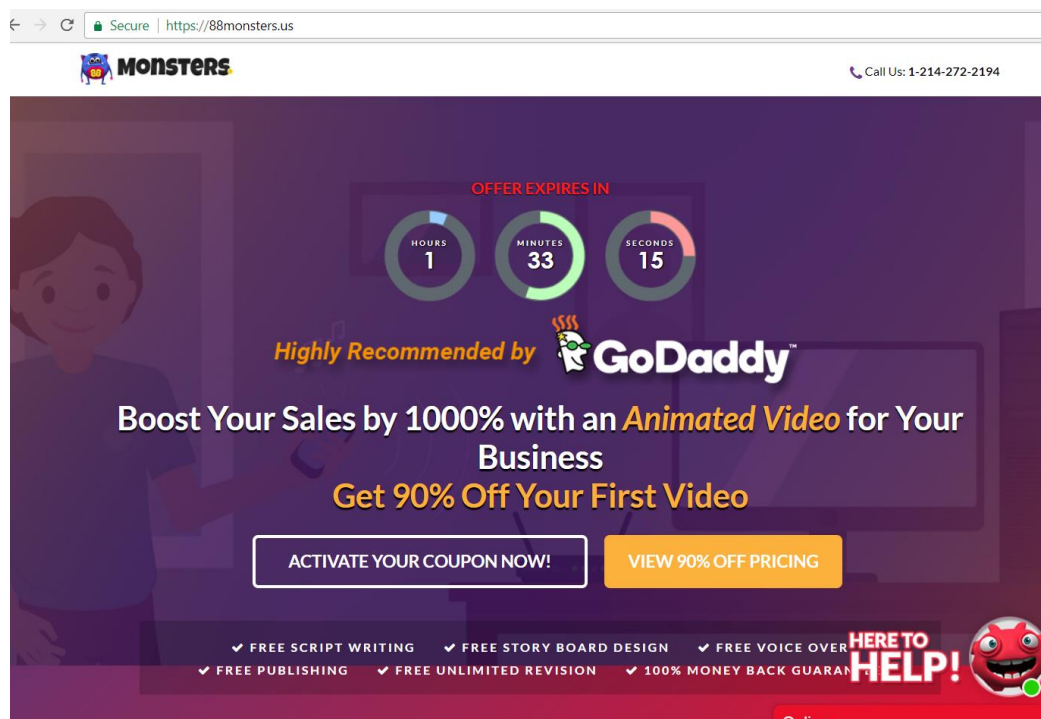 Secure | https://88monsters.us
88 MONSTERS
Call Us: 1-214-272-2194
OFFER EXPIRES IN
HOURS MINUTES SECONDS
1 33 15
Highly Recommended by GoDaddy™
Boost Your Sales by 1000% with an Animated Video for Your
Business
Get 90% Off Your First Video
ACTIVATE YOUR COUPON NOW! VIEW 90% OFF PRICING
✔ FREE SCRIPT WRITING ✔ FREE STORY BOARD DESIGN ✔ FREE VOICE OVER
✔ FREE PUBLISHING ✔ FREE UNLIMITED REVISION ✔ 100% MONEY BACK GUARAN
HERE TO
HELP!